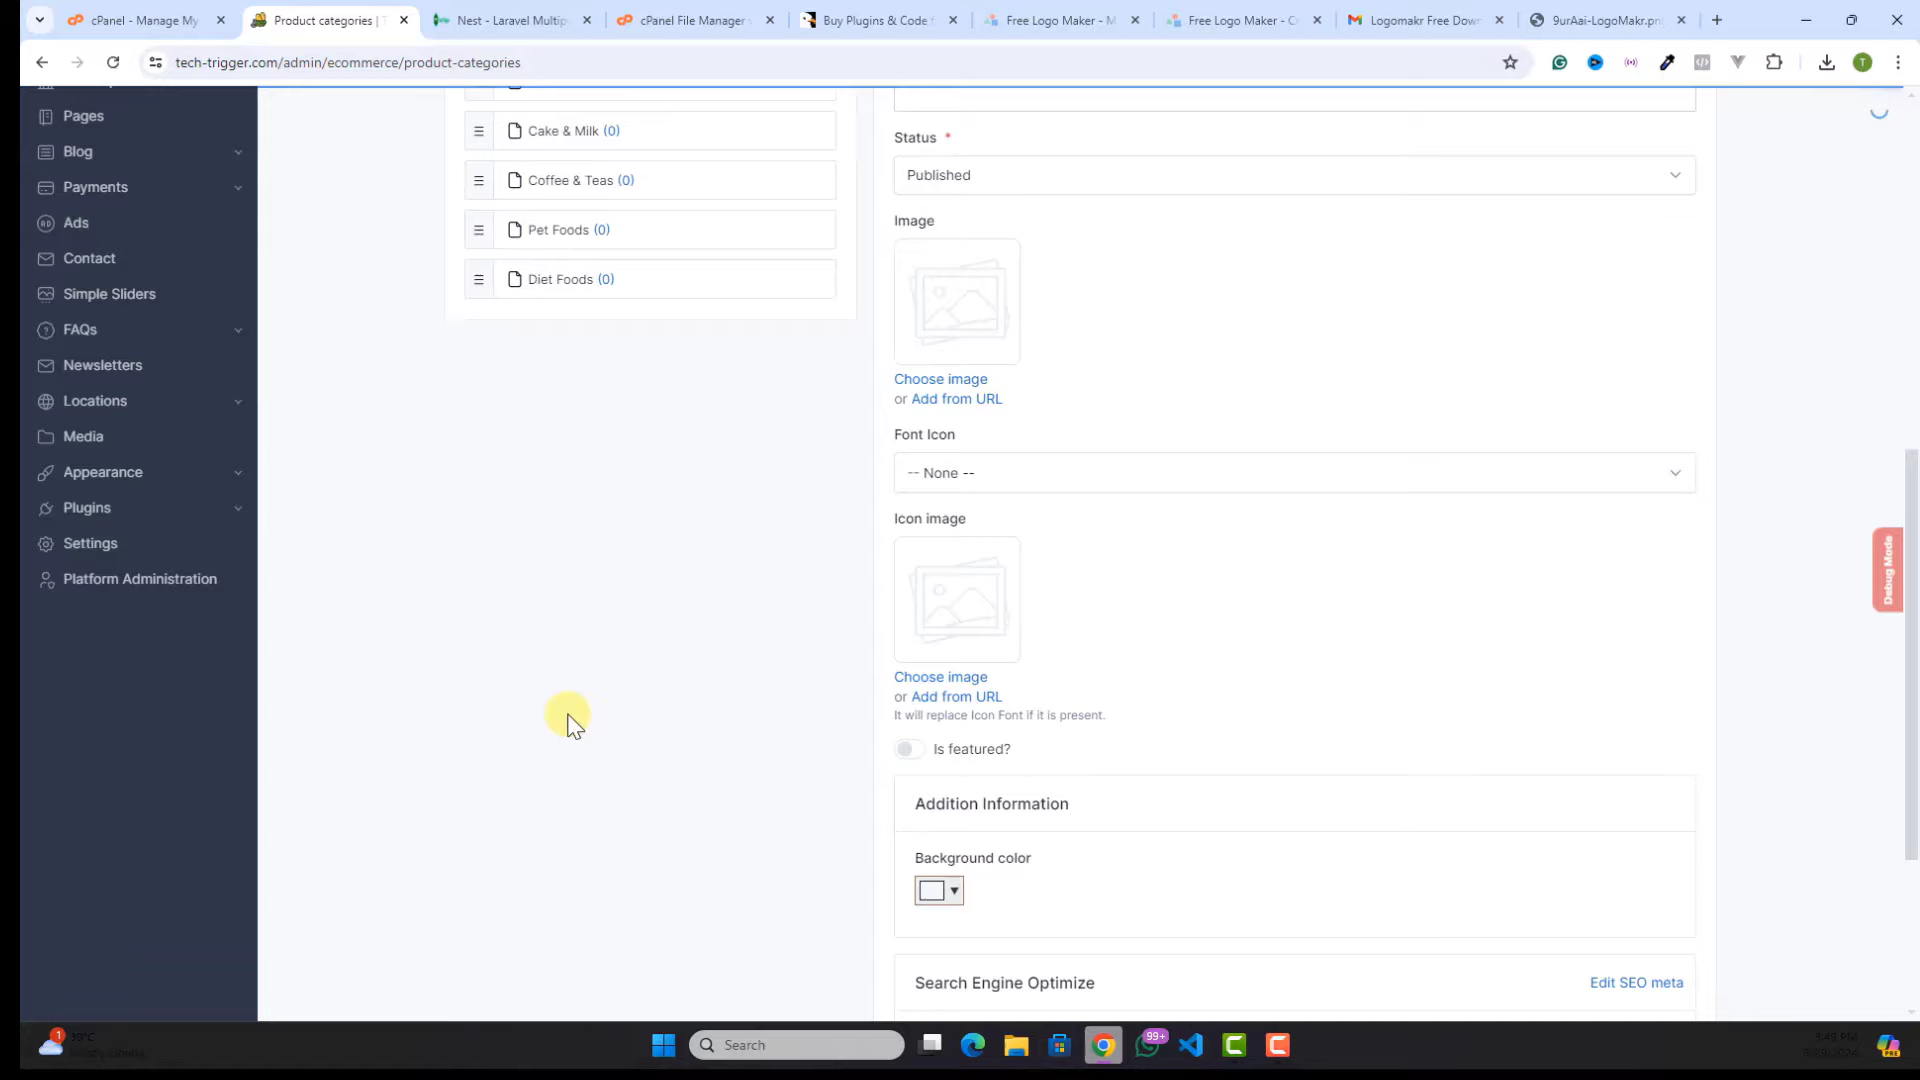 cPanel - Manage My
Product categories | T
Nest - Laravel Multip
cPanel File Manager
Buy Plugins & Code f
Free Logo Maker - M
Free Logo Maker - C
Logomakr Free Down
9urAai-LogoMakr.pn
tech-trigger.com/admin/ecommerce/product-categories
T
Pages
Blog
Payments
Ads
Contact
Simple Sliders
FAQs
Newsletters
Locations
Media
Appearance
Plugins
Settings
Platform Administration
Cake & Milk (0)
Coffee & Teas (0)
Pet Foods (0)
Diet Foods (0)
Status *
Published
Image
Choose image
or Add from URL
Font Icon
-- None --
Icon image
Choose image
or Add from URL
It will replace Icon Font if it is present.
Is featured?
Addition Information
Background color
Search Engine Optimize
Edit SEO meta
Debug Mode
1
Search
99+
PRE